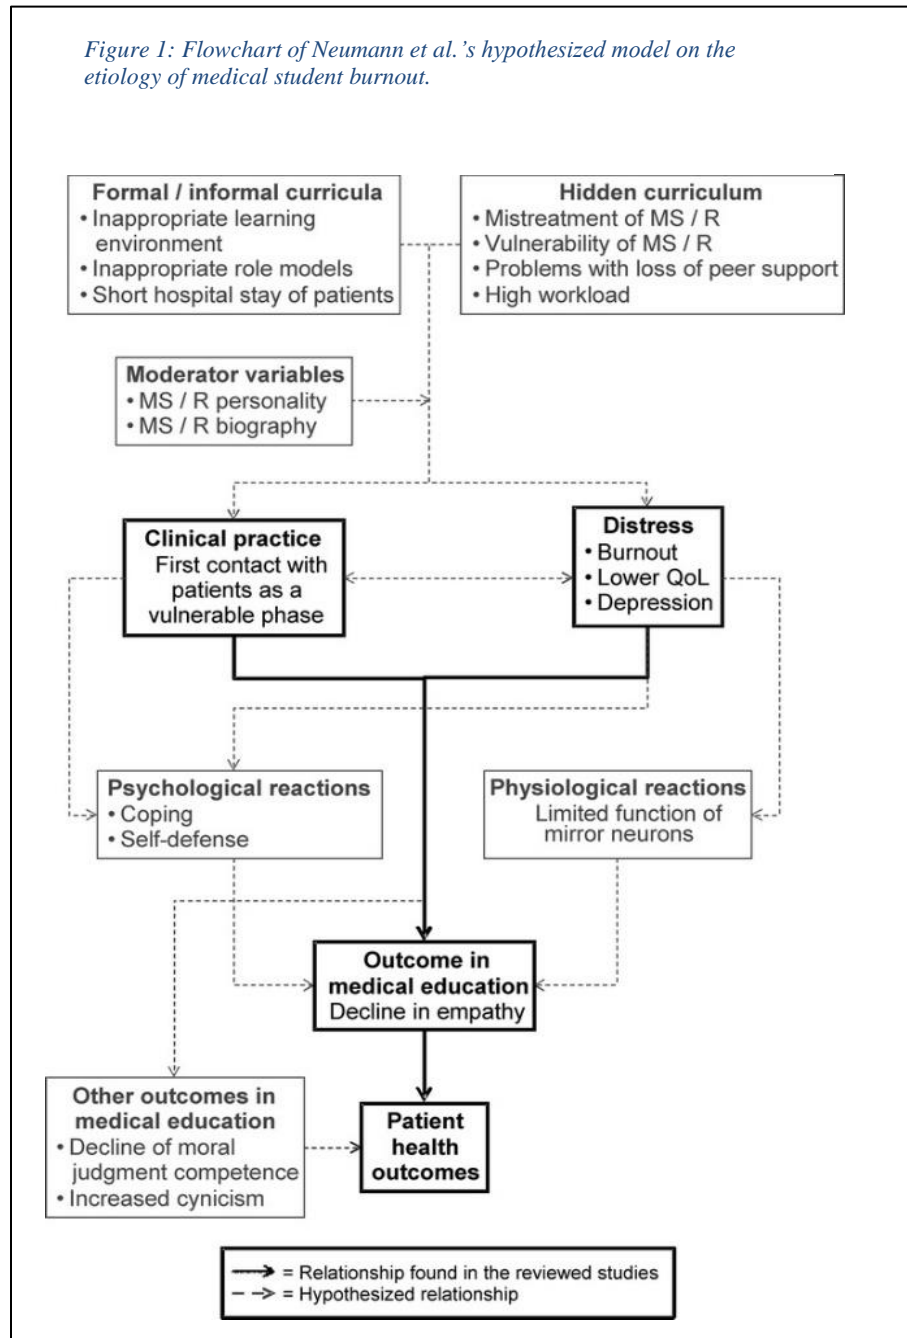 Figure 1: Flowchart of Neumann et al.’s hypothesized model on the
etiology of medical student burnout.
Formal / informal curricula
• Inappropriate learning
environment
• Inappropriate role models
• Short hospital stay of patients
Hidden curriculum
• Mistreatment of MS / R
• Vulnerability of MS / R
• Problems with loss of peer support
• High workload
Moderator variables
• MS / R personality
• MS / R biography
Clinical practice
First contact with
patients as a
vulnerable phase
Distress
• Burnout
• Lower QoL
• Depression
Psychological reactions
• Coping
• Self-defense
Physiological reactions
Limited function of
mirror neurons
Outcome in
medical education
Decline in empathy
Other outcomes in
medical education
• Decline of moral
judgment competence
• Increased cynicism
Patient
health
outcomes
= Relationship found in the reviewed studies
= Hypothesized relationship